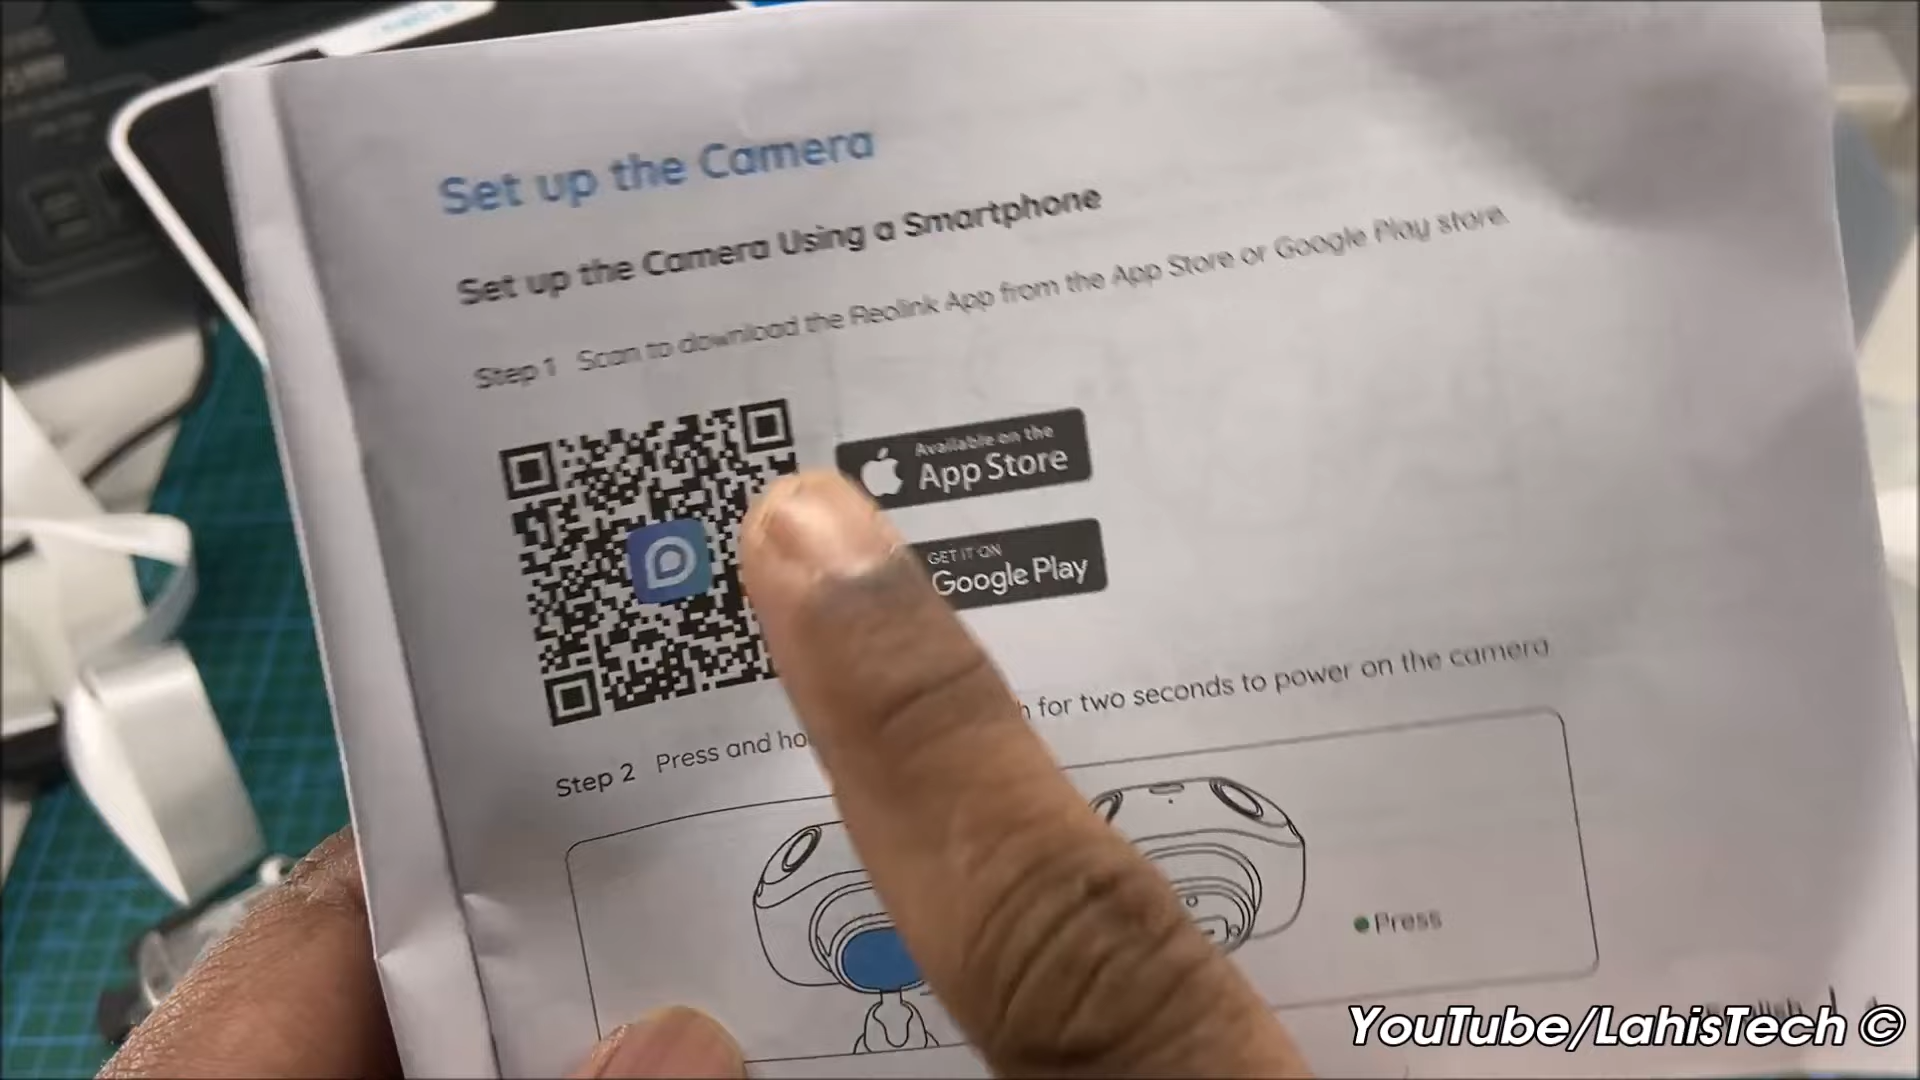 Set up the Camera
Set up the Camera Using a Smartphone
Step 1 Scan to download the Reolink App from the App Store or Google Play store.
Available on the
App Store
GET IT ON
Google Play
Step 2 Press and ho
h for two seconds to power on the camera
Press
YouTube/LahisTech ©